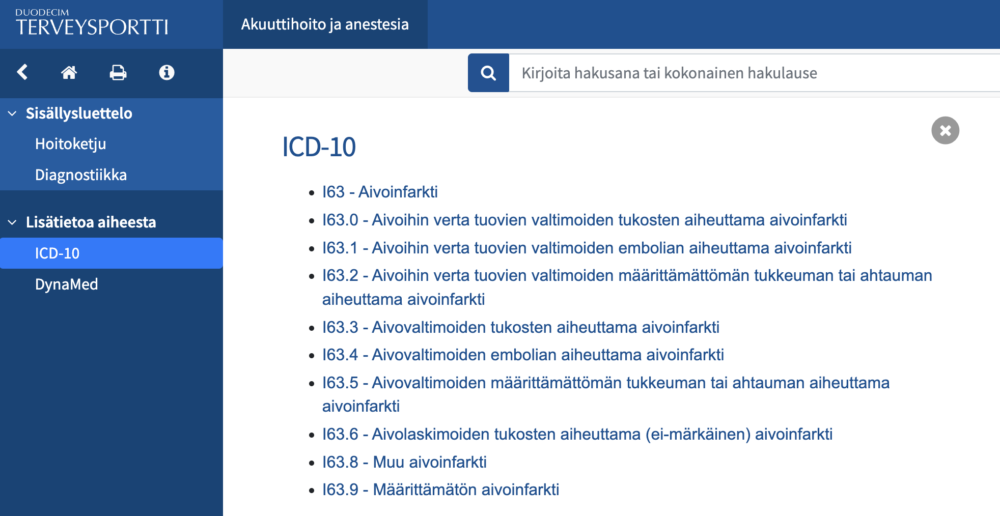 DUODECIM
TERVEYSPORTTI
Akuuttihoito ja anestesia
Kirjoita hakusana tai kokonainen hakulause
Sisällysluettelo
Hoitoketju
Diagnostiikka
Lisätietoa aiheesta
ICD-10
DynaMed
ICD-10
I63 - Aivoinfarkti
I63.0 - Aivoihin verta tuovien valtimoiden tukosten aiheuttama aivoinfarkti
I63.1 - Aivoihin verta tuovien valtimoiden embolian aiheuttama aivoinfarkti
I63.2 - Aivoihin verta tuovien valtimoiden määrittämättömän tukkeuman tai ahtauman
aiheuttama aivoinfarkti
I63.3 - Aivovaltimoiden tukosten aiheuttama aivoinfarkti
I63.4 - Aivovaltimoiden embolian aiheuttama aivoinfarkti
I63.5 - Aivovaltimoiden määrittämättömän tukkeuman tai ahtauman aiheuttama
aivoinfarkti
I63.6 - Aivolaskimoiden tukosten aiheuttama (ei-märkäinen) aivoinfarkti
I63.8 - Muu aivoinfarkti
I63.9 - Määrittämätön aivoinfarkti